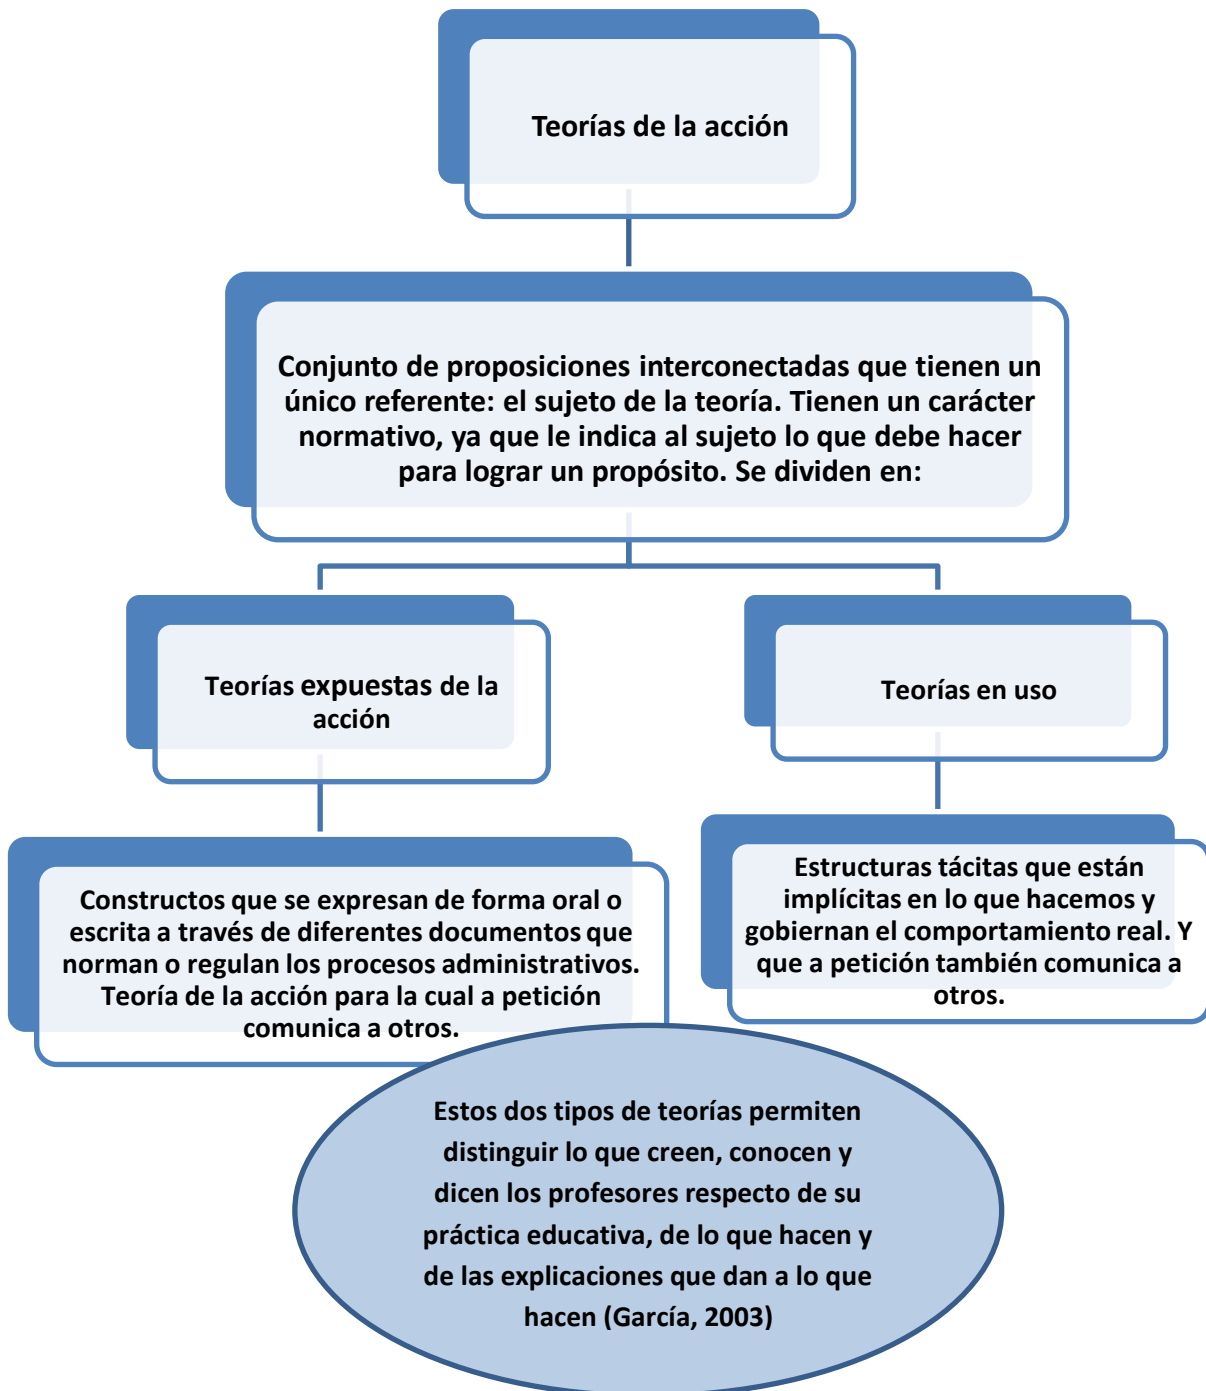 Teorías de la acción
Conjunto de proposiciones interconectadas que tienen un
único referente: el sujeto de la teoría. Tienen un carácter
normativo, ya que le indica al sujeto lo que debe hacer
para lograr un propósito. Se dividen en:
Teorías expuestas de la
acción
Teorías en uso
Constructos que se expresan de forma oral o
escrita a través de diferentes documentos que
norman o regulan los procesos administrativos.
Teoría de la acción para la cual a petición
comunica a otros.
Estructuras tácitas que están
implícitas en lo que hacemos y
gobiernan el comportamiento real. Y
que a petición también comunica a
otros.
Estos dos tipos de teorías permiten
distinguir lo que creen, conocen y
dicen los profesores respecto de su
práctica educativa, de lo que hacen y
de las explicaciones que dan a lo que
hacen (García, 2003)